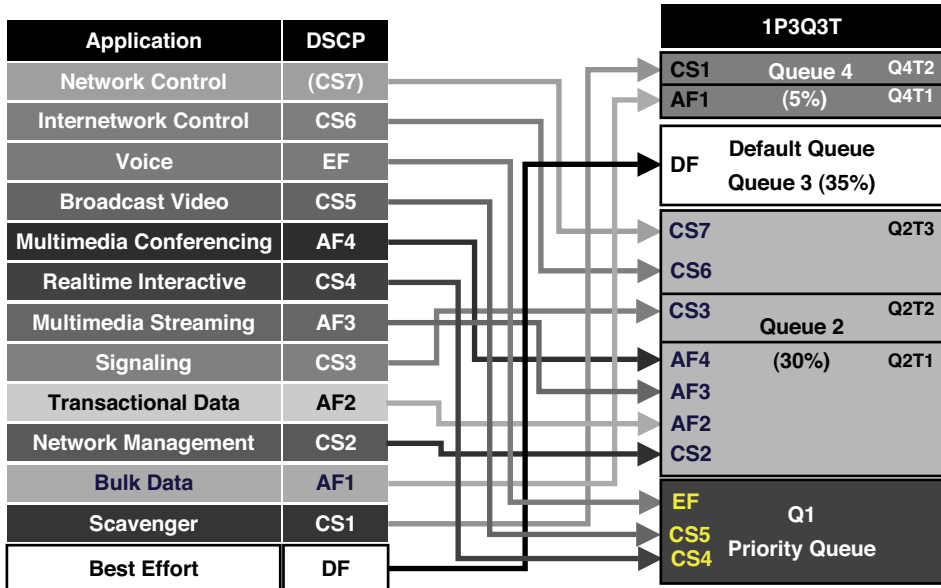 Application DSCP
Network Control (CS7)
Internetwork Control CS6
Voice EF
Broadcast Video CS5
Multimedia Conferencing AF4
Realtime Interactive CS4
Multimedia Streaming AF3
Signaling CS3
Transactional Data AF2
Network Management CS2
Bulk Data AF1
Scavenger CS1
Best Effort DF
1P3Q3T
CS1 Queue 4 Q4T2
AF1 (5%) Q4T1
Default Queue
DF
Queue 3 (35%)
CS7 Q2T3
CS6
CS3 Q2T2
Queue 2
AF4 (30%) Q2T1
AF3
AF2
CS2
EF
Q1
CS5
Priority Queue
CS4